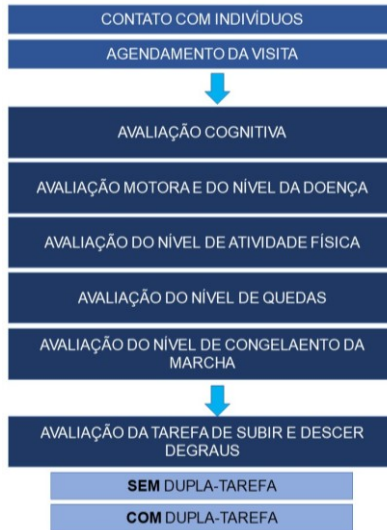 CONTATO COM INDIVÍDUOS
AGENDAMENTO DA VISITA
AVALIAÇÃO COGNITIVA
AVALIAÇÃO MOTORA E DO NÍVEL DA DOENÇA
AVALIAÇÃO DO NÍVEL DE ATIVIDADE FÍSICA
AVALIAÇÃO DO NÍVEL DE QUEDAS
AVALIAÇÃO DO NÍVEL DE CONGELAENTO DA
MARCHA
AVALIAÇÃO DA TAREFA DE SUBIR E DESCER
DEGRAUS
SEM DUPLA-TAREFA
COM DUPLA-TAREFA